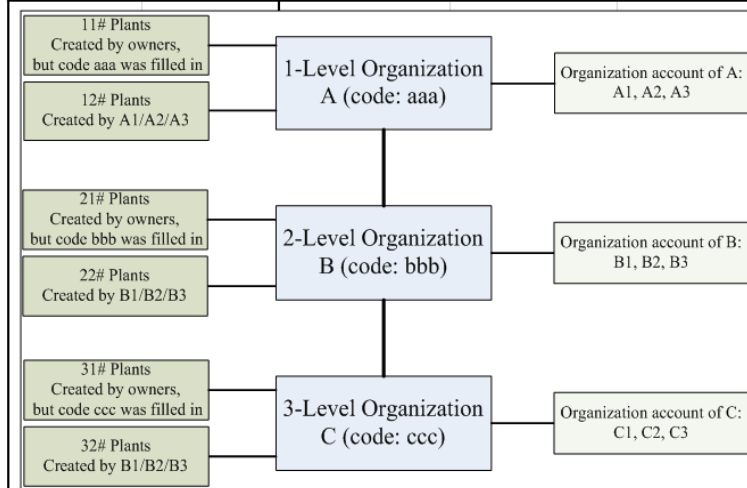 11# Plants
Created by owners,
but code aaa was filled in
12# Plants
Created by A1/A2/A3
1-Level Organization
A (code: aaa)
Organization account of A:
A1, A2, A3
21# Plants
Created by owners,
but code bbb was filled in
22# Plants
Created by B1/B2/B3
2-Level Organization
B (code: bbb)
Organization account of B:
B1, B2, B3
31# Plants
Created by owners,
but code ccc was filled in
32# Plants
Created by B1/B2/B3
3-Level Organization
C (code: ccc)
Organization account of C:
C1, C2, C3